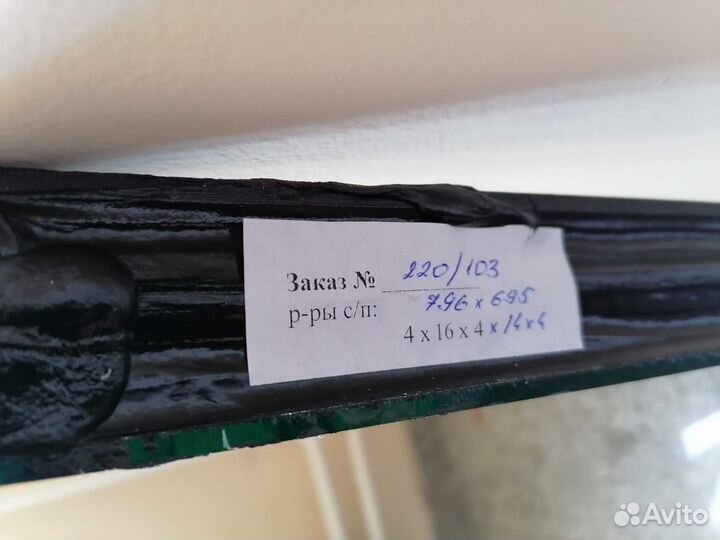 Заказ № 220/103
р-ры с/п: 796 x 695
4 x 16 x 4 x 14 x 4
Avito